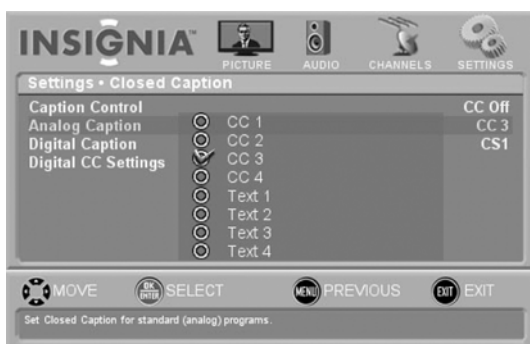 INSIGNIA
PICTURE AUDIO CHANNELS SETTINGS
Settings • Closed Caption
Caption Control CC Off
Analog Caption CC 3
Digital Caption CS1
Digital CC Settings
CC 1
CC 2
CC 3
CC 4
Text 1
Text 2
Text 3
Text 4
MOVE OK ENTER SELECT MENU PREVIOUS EXIT EXIT
Set Closed Caption for standard (analog) programs.